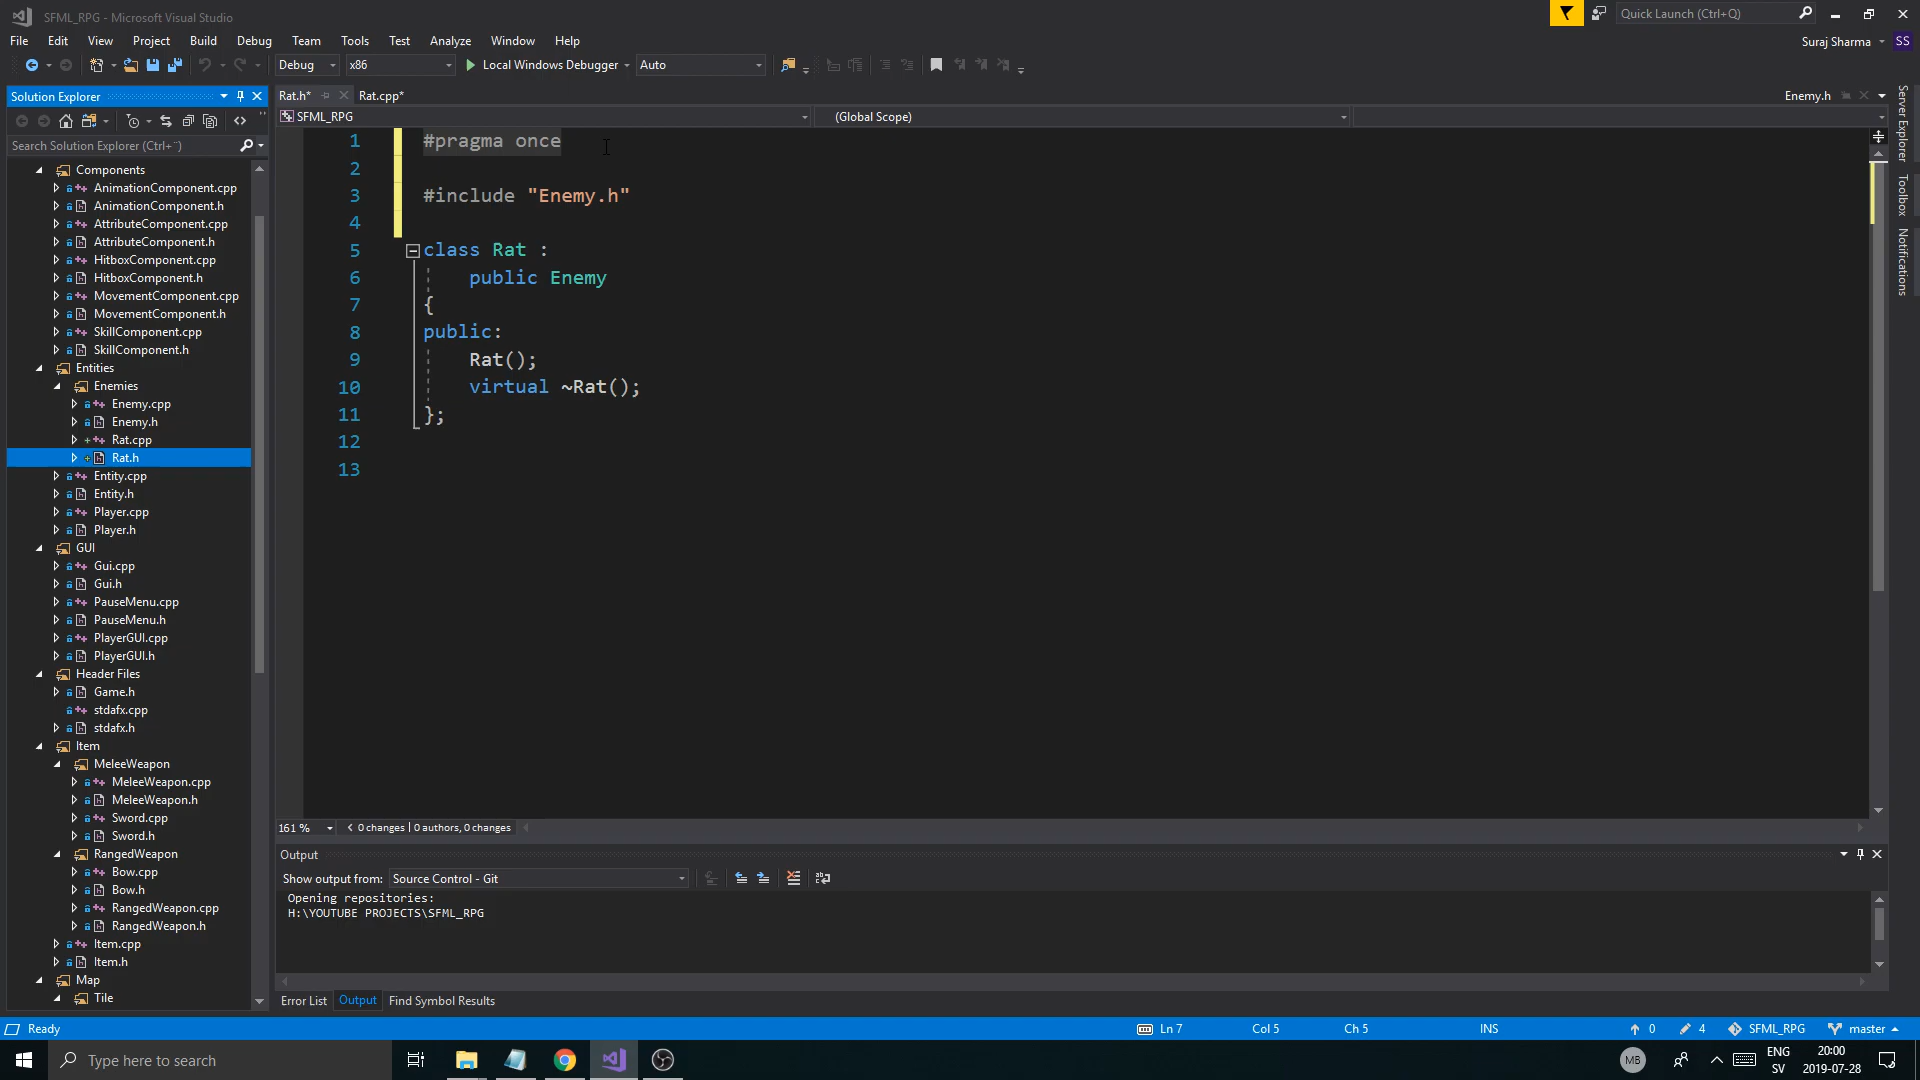 SFML_RPG - Microsoft Visual Studio
Quick Launch (Ctrl+Q)
File Edit View Project Build Debug Team Tools Test Analyze Window Help
Suraj Sharma
SS
Debug x86 Local Windows Debugger Auto
Solution Explorer
Rat.h* Rat.cpp* Enemy.h
SFML_RPG (Global Scope)
Search Solution Explorer (Ctrl+¨)
Components
AnimationComponent.cpp
AnimationComponent.h
AttributeComponent.cpp
AttributeComponent.h
HitboxComponent.cpp
HitboxComponent.h
MovementComponent.cpp
MovementComponent.h
SkillComponent.cpp
SkillComponent.h
Entities
Enemies
Enemy.cpp
Enemy.h
Rat.cpp
Rat.h
Entity.cpp
Entity.h
Player.cpp
Player.h
GUI
Gui.cpp
Gui.h
PauseMenu.cpp
PauseMenu.h
PlayerGUI.cpp
PlayerGUI.h
Header Files
Game.h
stdafx.cpp
stdafx.h
Item
MeleeWeapon
MeleeWeapon.cpp
MeleeWeapon.h
Sword.cpp
Sword.h
RangedWeapon
Bow.cpp
Bow.h
RangedWeapon.cpp
RangedWeapon.h
Item.cpp
Item.h
Map
Tile
1 #pragma once
2
3 #include "Enemy.h"
4
5 class Rat :
6 public Enemy
7 {
8 public:
9 Rat();
10 virtual ~Rat();
11 };
12
13
161 % 0 changes | 0 authors, 0 changes
Output
Show output from: Source Control - Git
Opening repositories:
H:\YOUTUBE PROJECTS\SFML_RPG
Error List Output Find Symbol Results
Server Explorer
Toolbox
Notifications
Ready Ln 7 Col 5 Ch 5 INS 0 4 SFML_RPG master
Type here to search
MB
ENG
SV
20:00
2019-07-28